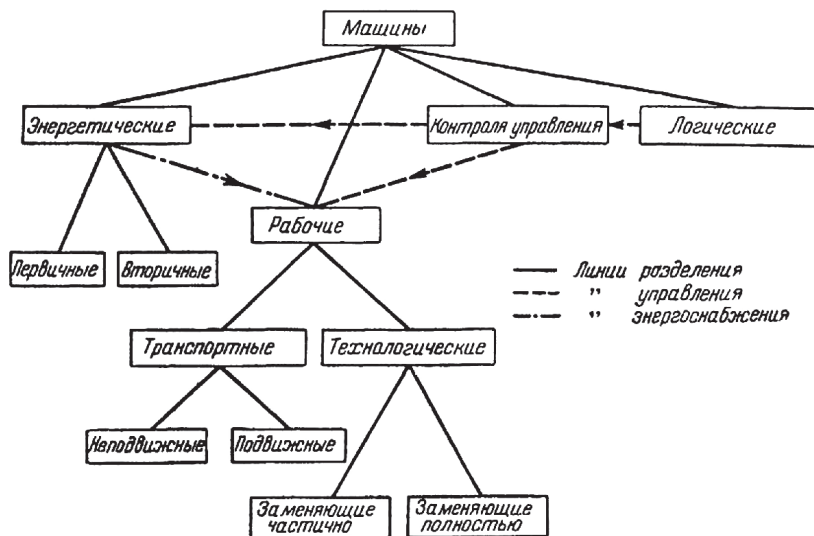 Машины
Энергетические
Контроля управления
Логические
Рабочие
Первичные
Вторичные
Линии разделения
" управления
" энергоснабжения
Транспортные
Технологические
Неподвижные
Подвижные
Заменяющие
частично
Заменяющие
полностью